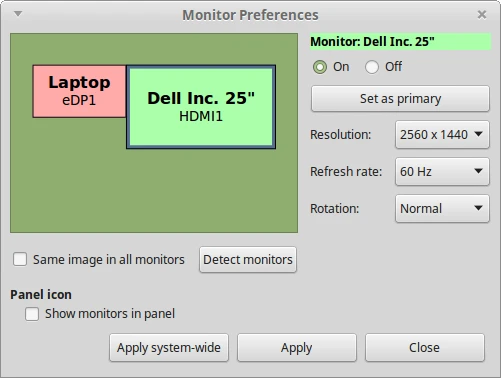 Monitor Preferences
Laptop
eDP1
Dell Inc. 25"
HDMI1
Monitor: Dell Inc. 25"
On Off
Set as primary
Resolution: 2560 x 1440
Refresh rate: 60 Hz
Rotation: Normal
Same image in all monitors Detect monitors
Panel icon
Show monitors in panel
Apply system-wide Apply Close